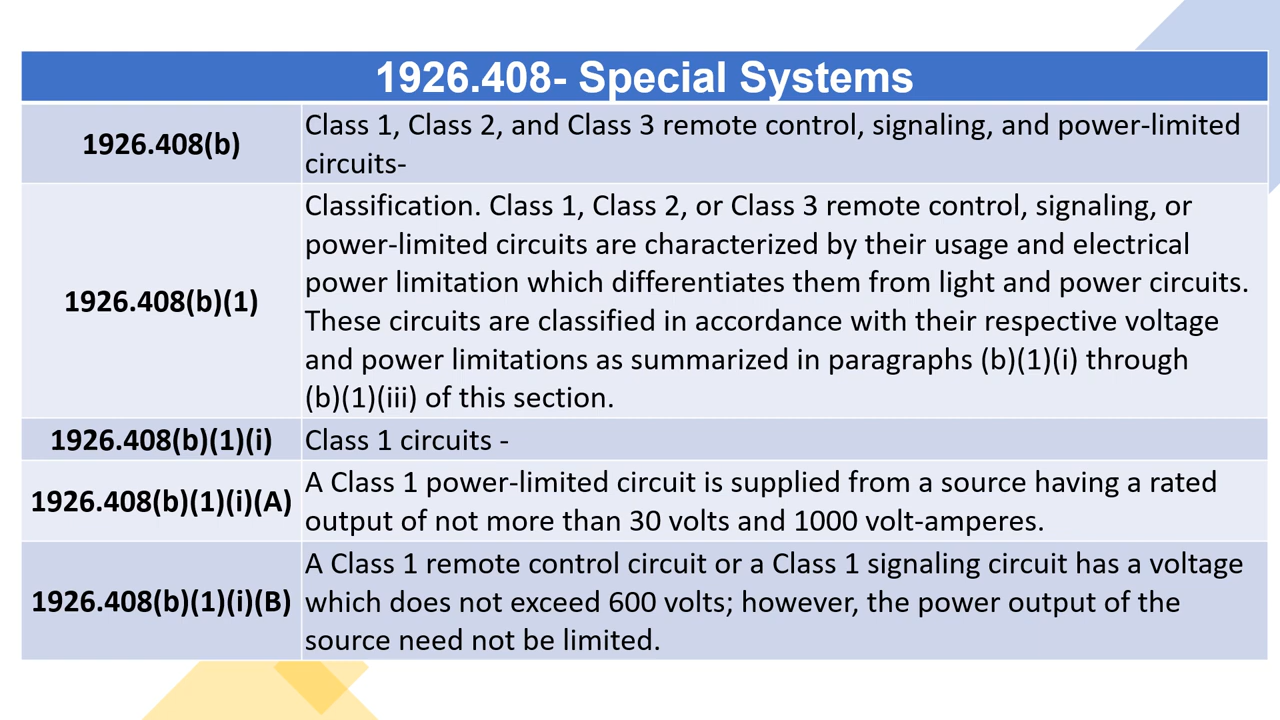 1926.408- Special Systems
1926.408(b)
Class 1, Class 2, and Class 3 remote control, signaling, and power-limited
circuits-
1926.408(b)(1)
Classification. Class 1, Class 2, or Class 3 remote control, signaling, or
power-limited circuits are characterized by their usage and electrical
power limitation which differentiates them from light and power circuits.
These circuits are classified in accordance with their respective voltage
and power limitations as summarized in paragraphs (b)(1)(i) through
(b)(1)(iii) of this section.
1926.408(b)(1)(i)
Class 1 circuits -
1926.408(b)(1)(i)(A)
A Class 1 power-limited circuit is supplied from a source having a rated
output of not more than 30 volts and 1000 volt-amperes.
1926.408(b)(1)(i)(B)
A Class 1 remote control circuit or a Class 1 signaling circuit has a voltage
which does not exceed 600 volts; however, the power output of the
source need not be limited.